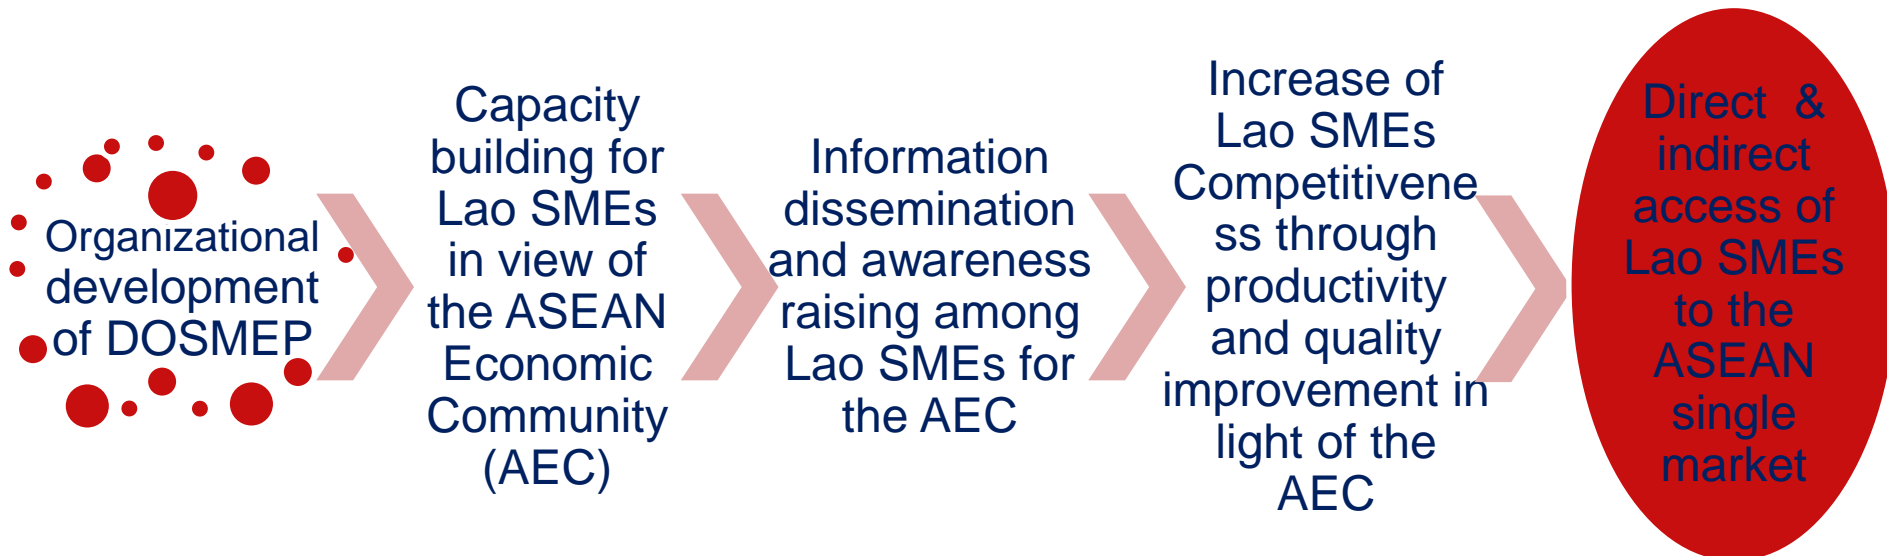 Organizational
development
of DOSMEP
Capacity
building for
Lao SMEs
in view of
the ASEAN
Economic
Community
(AEC)
Information
dissemination
and awareness
raising among
Lao SMEs for
the AEC
Increase of
Lao SMEs
Competitivene
ss through
productivity
and quality
improvement in
light of the
AEC
Direct & 
indirect
access of
Lao SMEs
to the
ASEAN
single
market